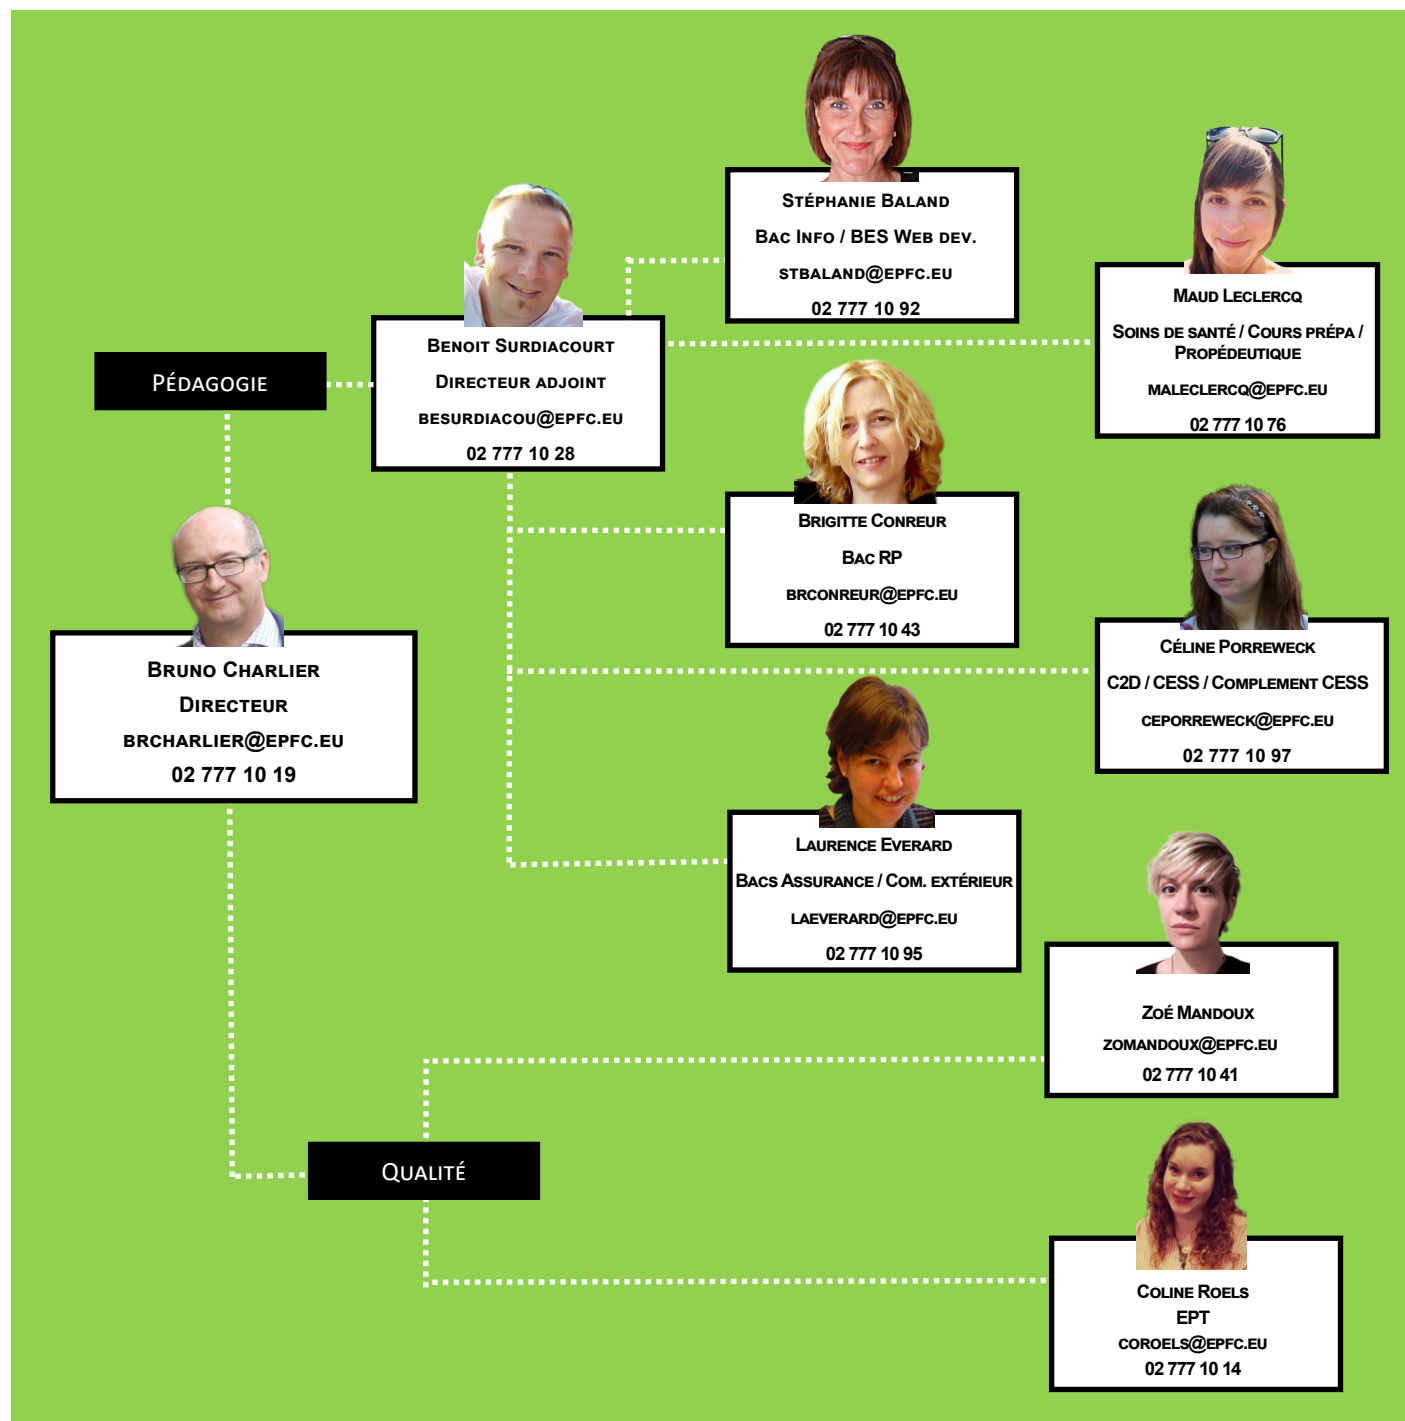 Stéphanie Baland
Bac Info / BES Web dev.
stbaland@epfc.eu
02 777 10 92
Maud Leclercq
Soins de santé / Cours prépa /
Propédeutique
maleclercq@epfc.eu
02 777 10 76
Benoit Surdiacourt
Directeur adjoint
besurdiacou@epfc.eu
02 777 10 28
Pédagogie
Brigitte Conreur
Bac RP
brconreur@epfc.eu
02 777 10 43
Céline Porreweck
C2D / CESS / Complement CESS
ceporreweck@epfc.eu
02 777 10 97
Bruno Charlier
Directeur
brcharlier@epfc.eu
02 777 10 19
Laurence Everard
Bacs Assurance / Com. extérieur
laeverard@epfc.eu
02 777 10 95
Zoé Mandoux
zomandoux@epfc.eu
02 777 10 41
Qualité
Coline Roels
EPT
coroels@epfc.eu
02 777 10 14